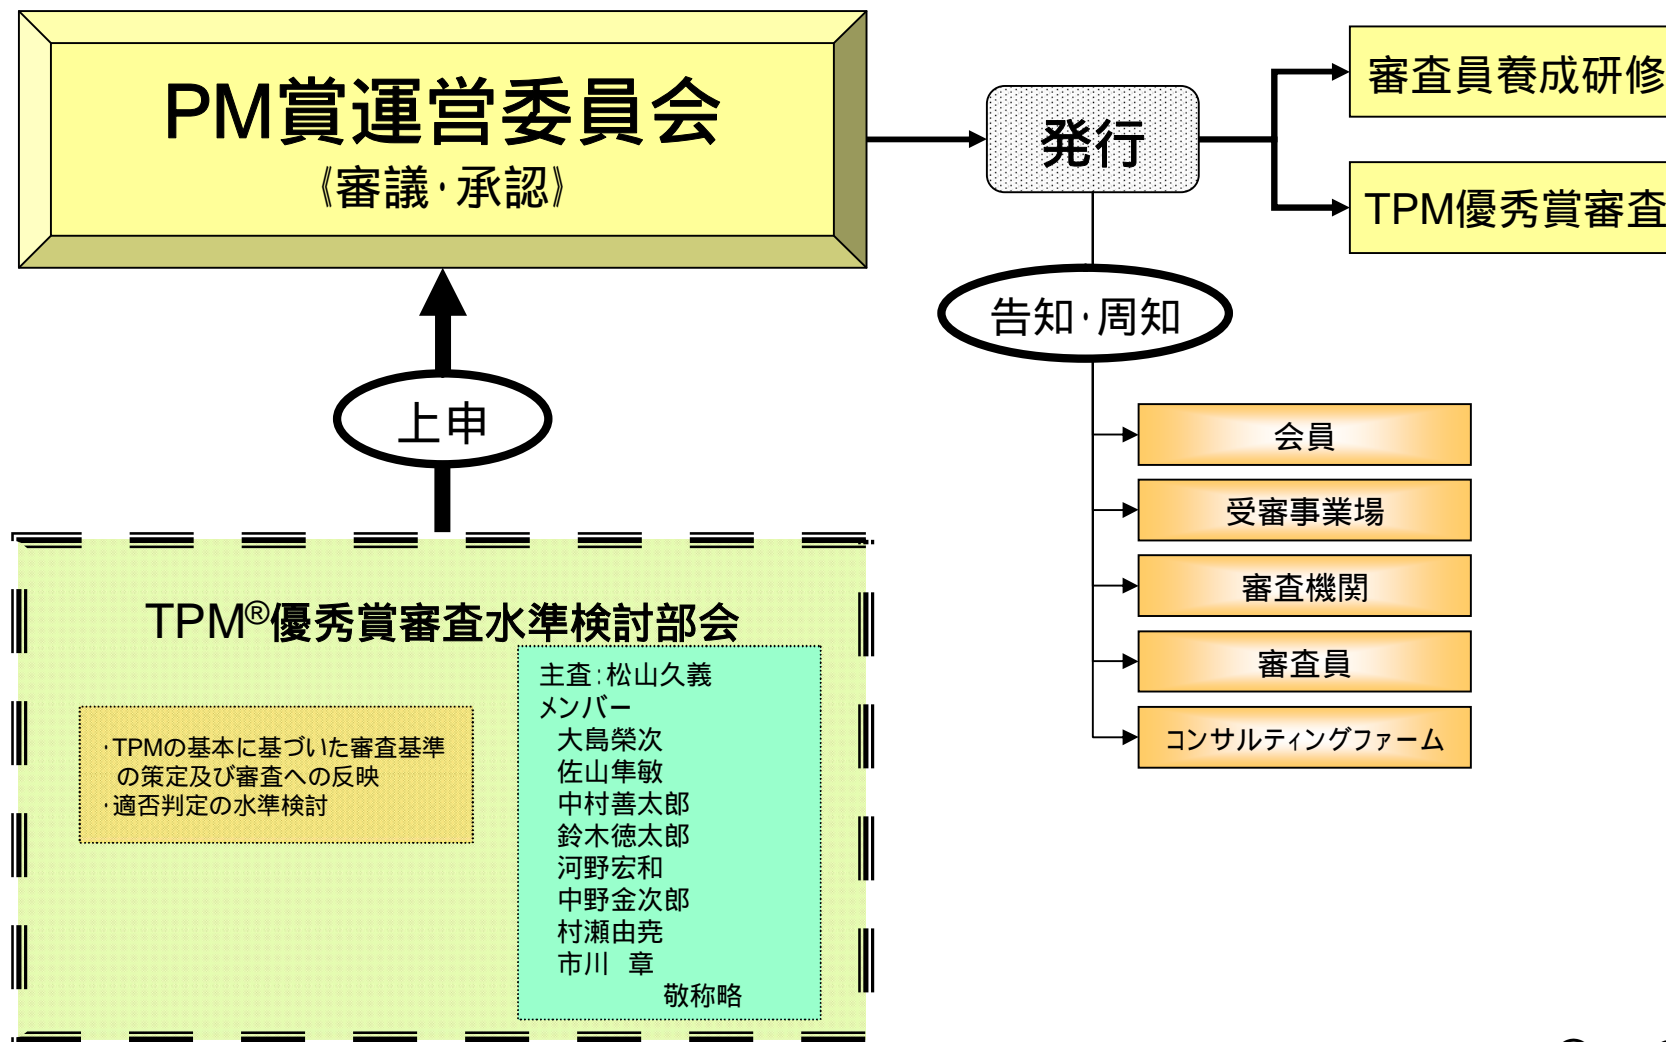 PM賞運営委員会
《審議・承認》
発行
審査員養成研修
TPM優秀賞審査
告知・周知
上申
会員
受審事業場
審査機関
審査員
コンサルティングファーム
TPM®優秀賞審査水準検討部会
・TPMの基本に基づいた審査基準
の策定及び審査への反映
・適否判定の水準検討
主査:松山久義
メンバー
大島榮次
佐山隼敏
中村善太郎
鈴木徳太郎
河野宏和
中野金次郎
村瀬由尭
市川 章
敬称略